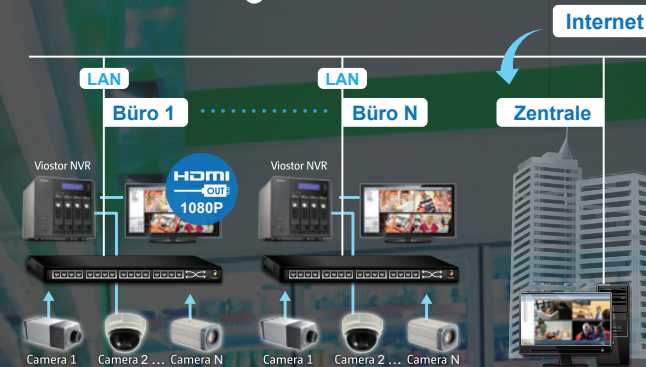 Internet
LAN
LAN
Büro 1
Büro N
Zentrale
Viostor NVR
Viostor NVR
HDMI
OUT
1080P
Camera 1
Camera 2 ... Camera N
Camera 1
Camera 2 ... Camera N